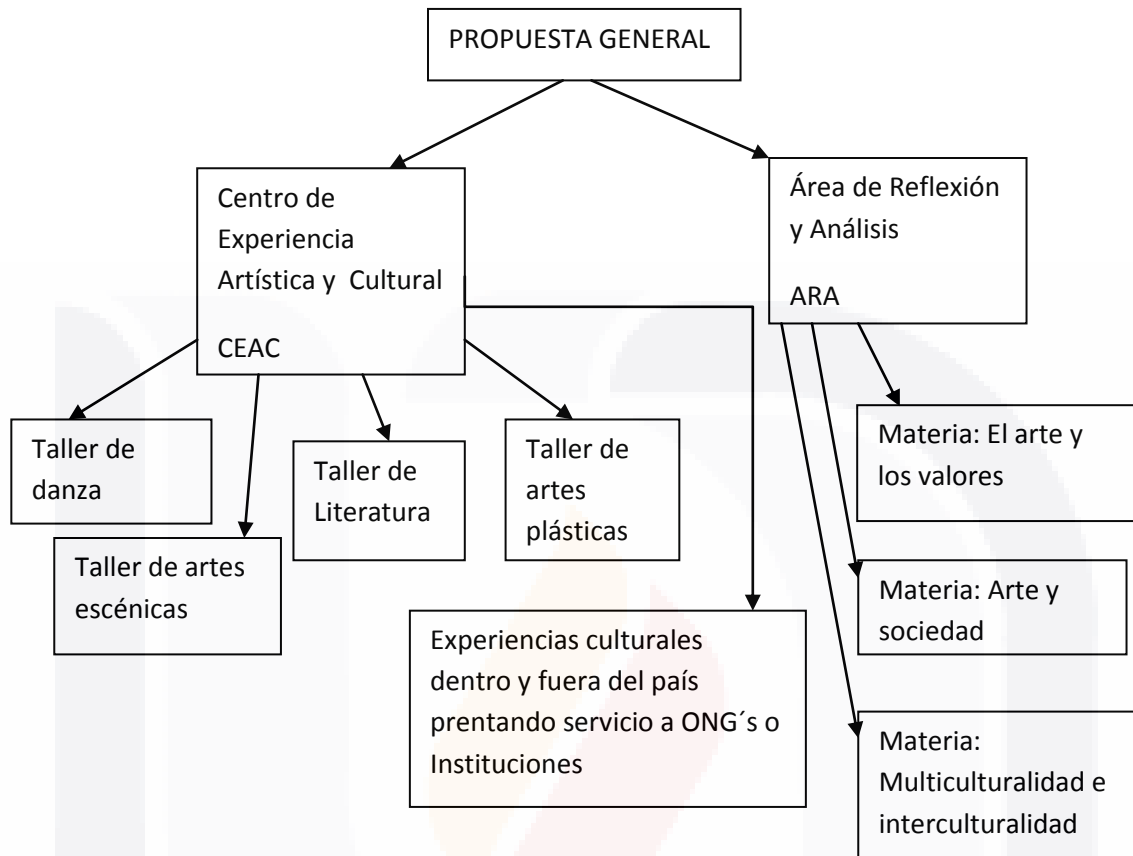 PROPUESTA GENERAL
Centro de
Experiencia
Artística y Cultural
CEAC
Área de Reflexión
y Análisis
ARA
Taller de
danza
Taller de artes
escénicas
Taller de
Literatura
Taller de
artes
plásticas
Experiencias culturales
dentro y fuera del país
prentando servicio a ONG´s o
Instituciones
Materia: El arte y
los valores
Materia: Arte y
sociedad
Materia:
Multiculturalidad e
interculturalidad